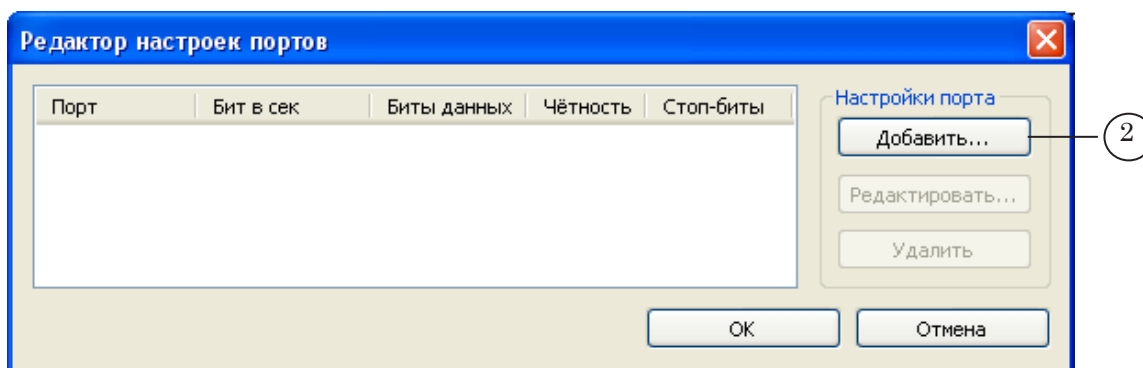 Редактор настроек портов
Порт Бит в сек Биты данных Чётность Стоп-биты
Настройки порта
Добавить...
2
Редактировать...
Удалить
OK Отмена